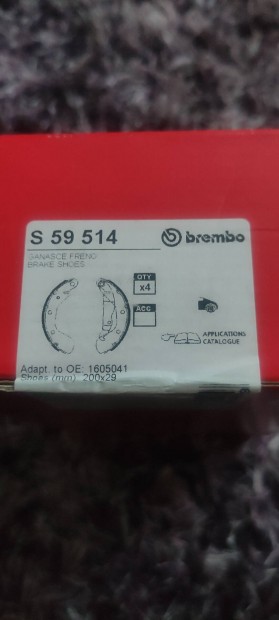 S 59 514 brembo
GANASCE FRENO
BRAKE SHOES
QTY
x4
ACC
APPLICATIONS
CATALOGUE
Adapt. to OE: 1605041
Shoes (mm) 200x29